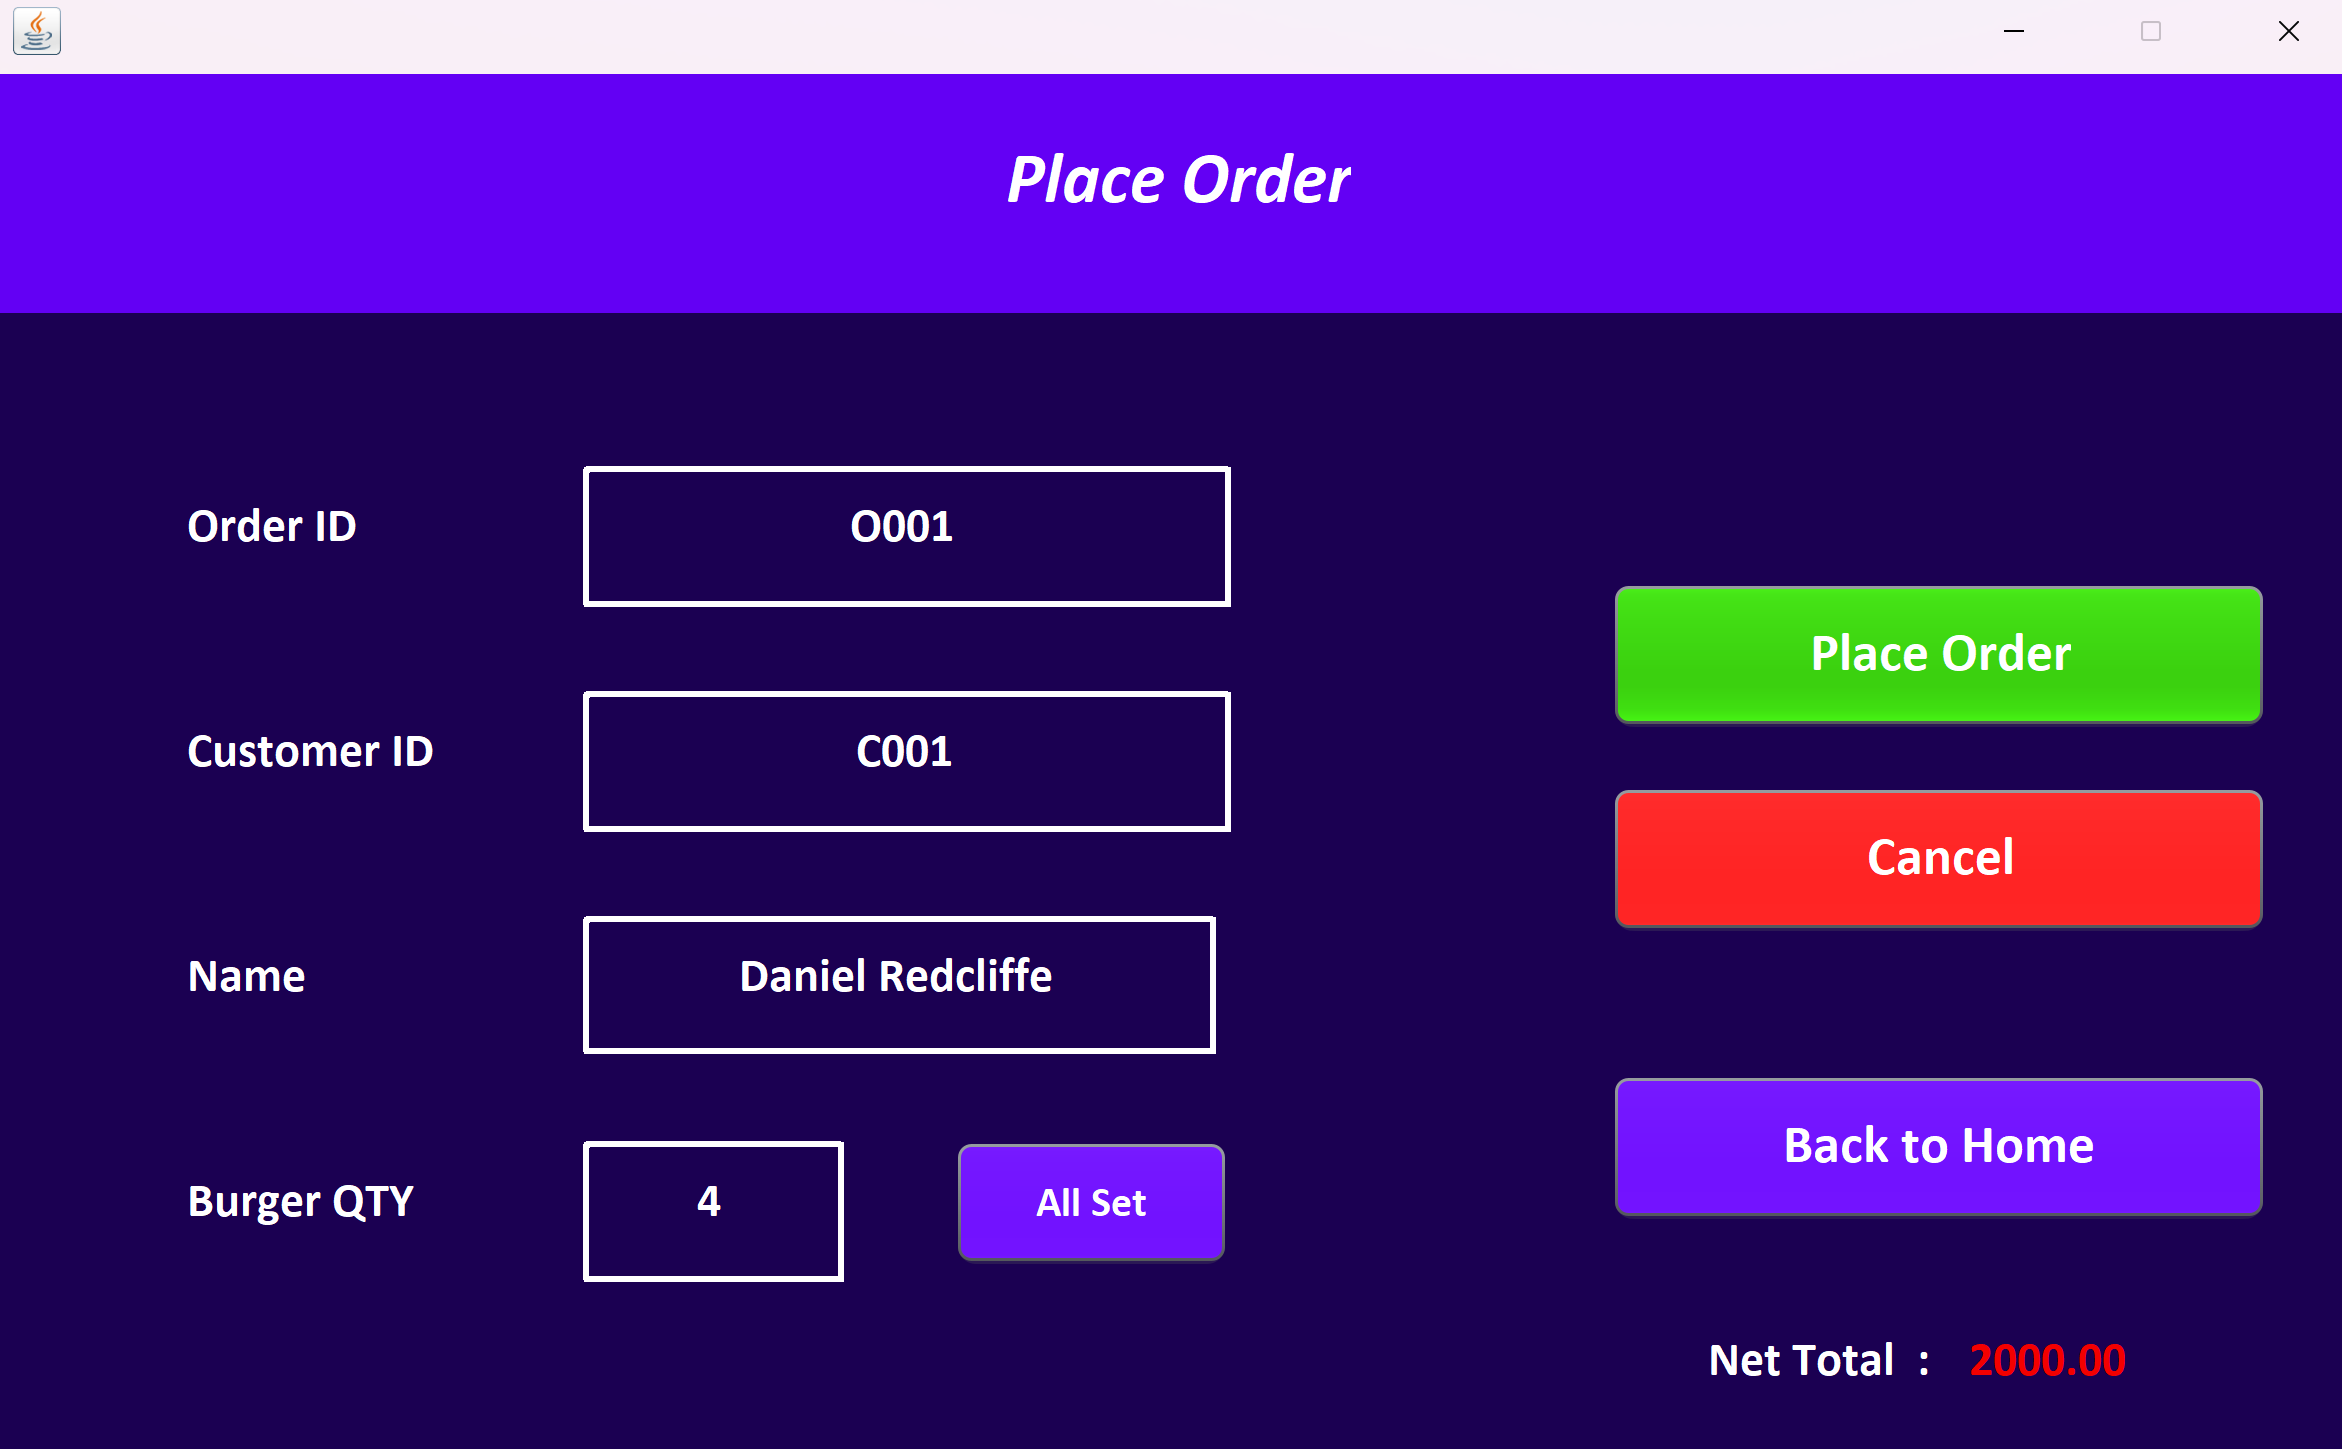 Place Order
Order ID
O001
Customer ID
C001
Name
Daniel Redcliffe
Burger QTY
4
All Set
Place Order
Cancel
Back to Home
Net Total : 2000.00